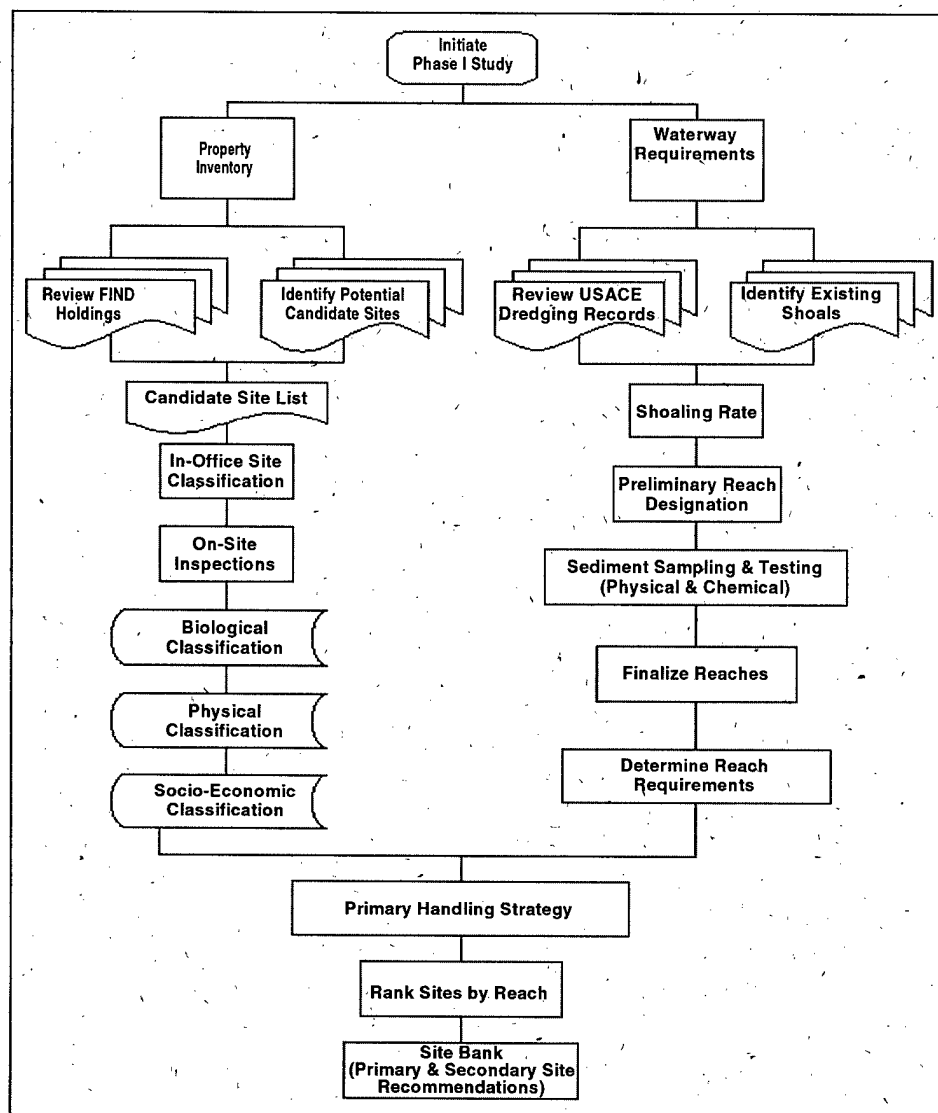 Initiate
Phase I Study
Property
Inventory
Waterway
Requirements
Review FIND
Holdings
Identify Potential
Candidate Sites
Review USACE
Dredging Records
Identify Existing
Shoals
Candidate Site List
Shoaling Rate
In-Office Site
Classification
Preliminary Reach
Designation
On-Site
Inspections
Sediment Sampling & Testing
(Physical & Chemical)
Biological
Classification
Finalize Reaches
Physical
Classification
Determine Reach
Requirements
Socio-Economic
Classification
Primary Handling Strategy
Rank Sites by Reach
Site Bank
(Primary & Secondary Site
Recommendations)